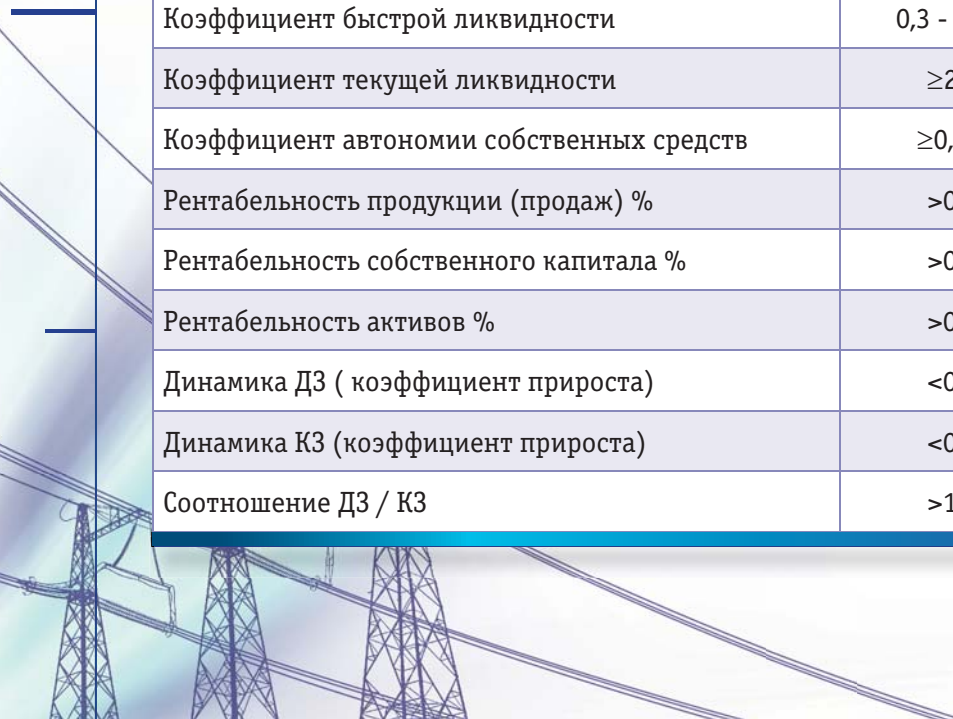 Коэффициент быстрой ликвидности 0,3 -
Коэффициент текущей ликвидности ≥2
Коэффициент автономии собственных средств ≥0,
Рентабельность продукции (продаж) % >0
Рентабельность собственного капитала % >0
Рентабельность активов % >0
Динамика ДЗ ( коэффициент прироста) <0
Динамика КЗ (коэффициент прироста) <0
Соотношение ДЗ / КЗ >1